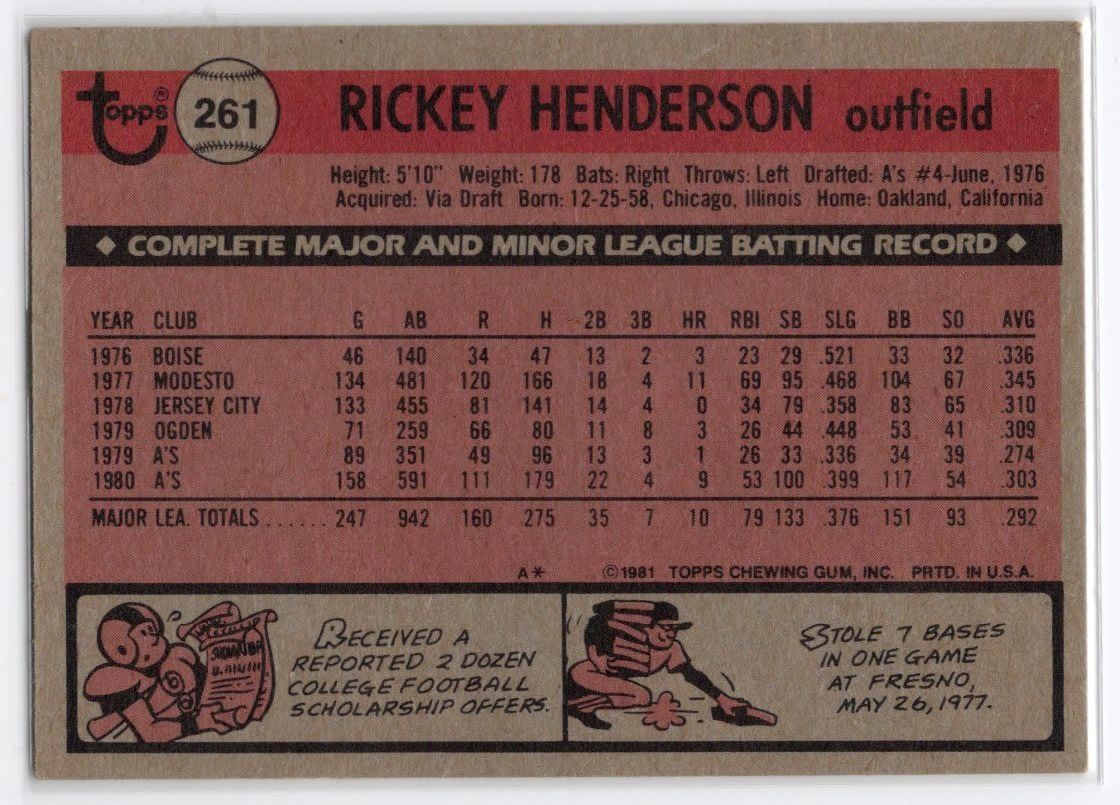 topps® 261 RICKEY HENDERSON outfield
Height: 5'10" Weight: 178 Bats: Right Throws: Left Drafted: A's #4-June, 1976
Acquired: Via Draft Born: 12-25-58, Chicago, Illinois Home: Oakland, California
◆ COMPLETE MAJOR AND MINOR LEAGUE BATTING RECORD ◆
YEAR CLUB G AB R H 2B 3B HR RBI SB SLG BB SO AVG
1976 BOISE 46 140 34 47 13 2 3 23 29 .521 33 32 .336
1977 MODESTO 134 481 120 166 18 4 11 69 95 .468 104 67 .345
1978 JERSEY CITY 133 455 81 141 14 4 0 34 79 .358 83 65 .310
1979 OGDEN 71 259 66 80 11 8 3 26 44 .448 53 41 .309
1979 A'S 89 351 49 96 13 3 1 26 33 .336 34 39 .274
1980 A'S 158 591 111 179 22 4 9 53 100 .399 117 54 .303
MAJOR LEA. TOTALS...... 247 942 160 275 35 7 10 79 133 .376 151 93 .292
A* ©1981 TOPPS CHEWING GUM, INC. PRTD. IN U.S.A.
RECEIVED A
REPORTED 2 DOZEN
COLLEGE FOOTBALL
SCHOLARSHIP OFFERS.
STOLE 7 BASES
IN ONE GAME
AT FRESNO,
MAY 26, 1977.